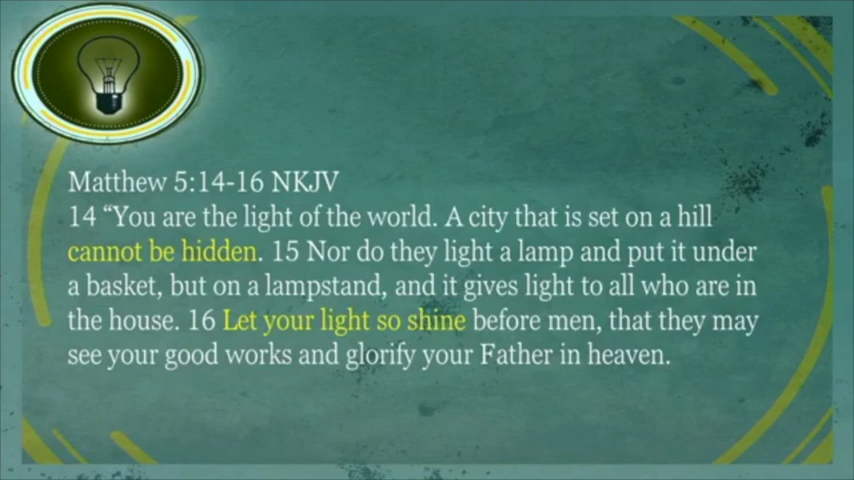 Matthew 5:14-16 NKJV
14 “You are the light of the world. A city that is set on a hill
cannot be hidden. 15 Nor do they light a lamp and put it under
a basket, but on a lampstand, and it gives light to all who are in
the house. 16 Let your light so shine before men, that they may
see your good works and glorify your Father in heaven.